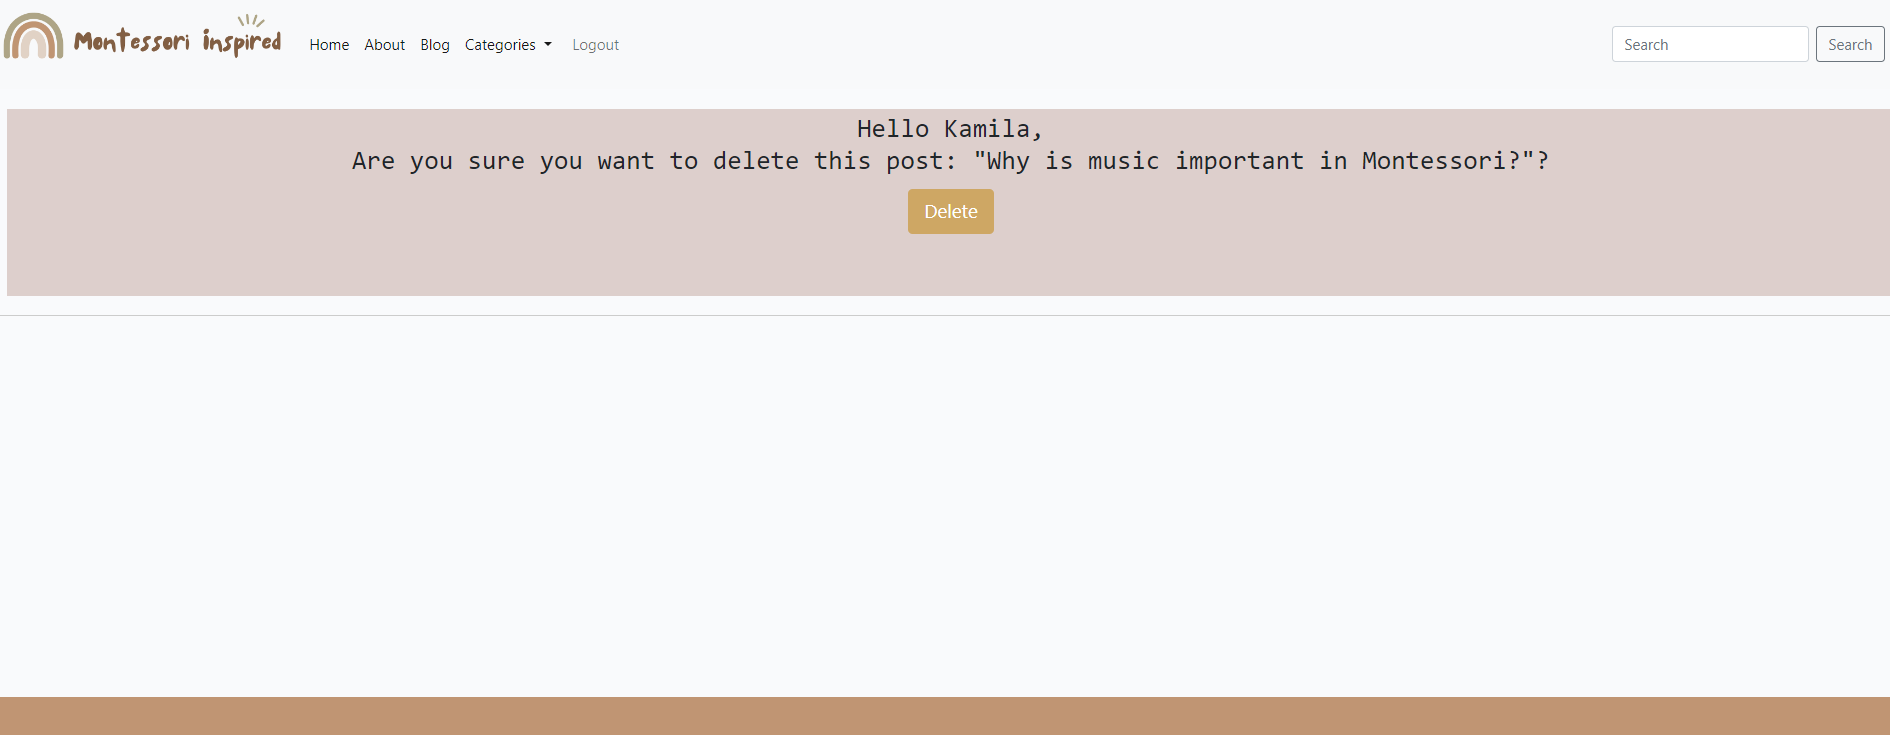 Montessori inspired
Home About Blog Categories Logout
Search Search
Hello Kamila,
Are you sure you want to delete this post: "Why is music important in Montessori?"?
Delete